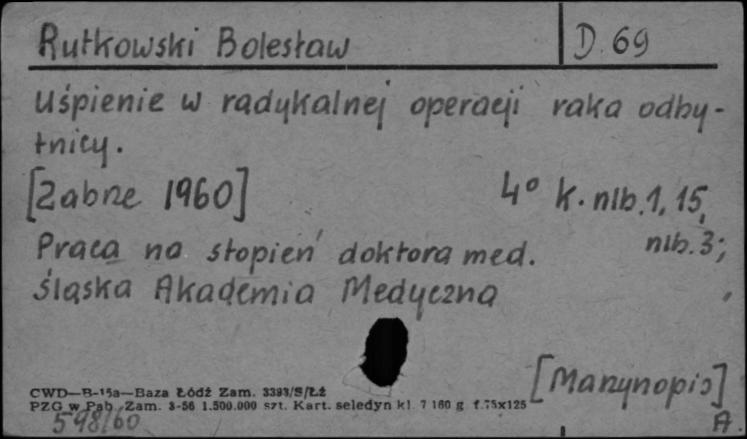 Rutkowski Bolesław D. 69
Uśpienie w radykalnej operacji raka odby-
tnicy.
[Zabrze 1960] 4° k. nlb. 1, 15,
nlb. 3;
Praca na stopień doktora med.
Śląska Akademia Medyczna
[Maszynopis]
CWD—B-15a—Baza Łódź Zam. 3393/S/Łź
PZG w Pab. Zam. 3-56 1.500.000 szt. Kart. seledyn kl. 7 160 g f. 75x125
598/60 A